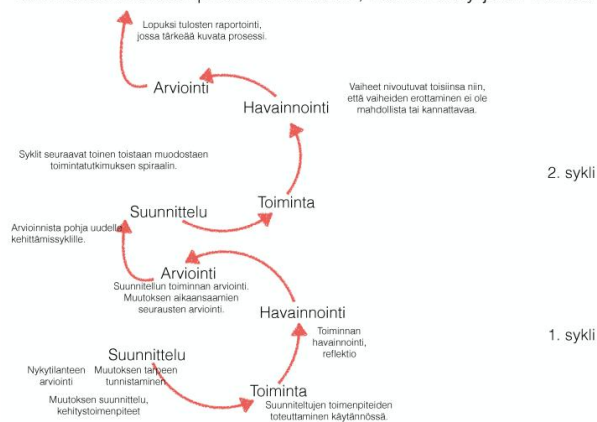 Lopuksi tulosten raportointi,
jossa tärkeää kuvata prosessi.
Arviointi
Havainnointi
Vaiheet nivoutuvat toisiinsa niin,
että vaiheiden erottaminen ei ole
mahdollista tai kannattavaa.
Syklit seuraavat toinen toistaan muodostaen
toimintatutkimuksen spiraalin.
2. sykli
Toiminta
Suunnittelu
Arvioinnista pohja uudelle
kehittämissyklille.
Arviointi
Suunnitellun toiminnan arviointi.
Muutoksen aikaansaamien
seurausten arviointi.
Havainnointi
Toiminnan
havainnointi,
reflektio
1. sykli
Suunnittelu
Nykytilanteen
arviointi
Muutoksen tarpeen
tunnistaminen
Muutoksen suunnittelu,
kehitystoimenpiteet
Toiminta
Suunniteltujen toimenpiteiden
toteuttaminen käytännössä.